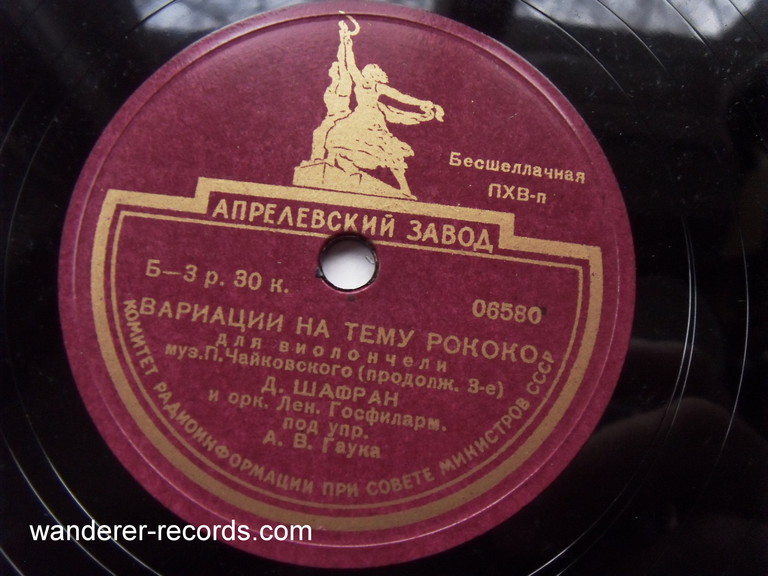 Бесшеллачная
ПХВ-п
АПРЕЛЕВСКИЙ ЗАВОД
Б—3 р. 30 к.
06580
ВАРИАЦИИ НА ТЕМУ РОКОКО
для виолончели
муз. П. Чайковского (продолж. 3-е)
Д. ШАФРАН
и орк. Лен. Госфиларм.
под упр.
А. В. Гаука
КОМИТЕТ РАДИОИНФОРМАЦИИ ПРИ СОВЕТЕ МИНИСТРОВ СССР
wanderer-records.com